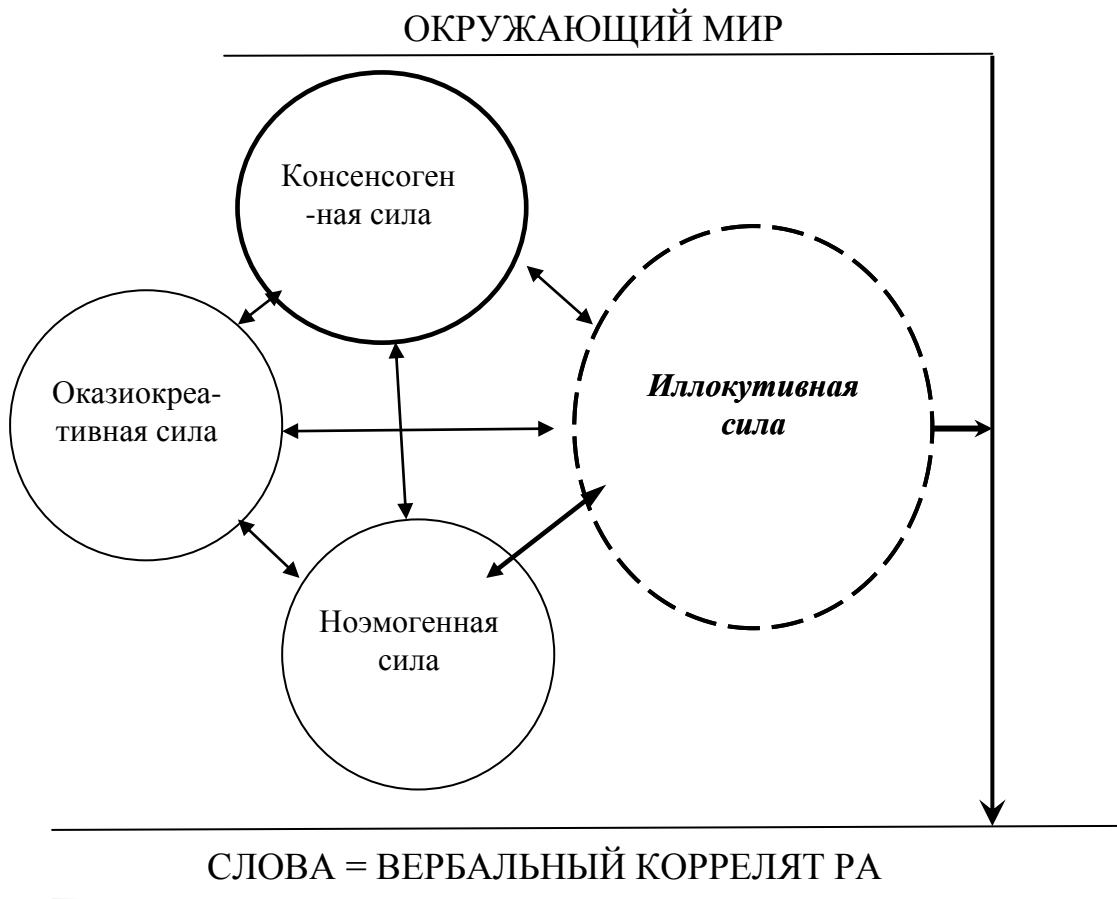 ОКРУЖАЮЩИЙ МИР
Консенсоген
-ная сила
Оказиокреа-
тивная сила
Иллокутивная
сила
Ноэмогенная
сила
СЛОВА = ВЕРБАЛЬНЫЙ КОРРЕЛЯТ РА